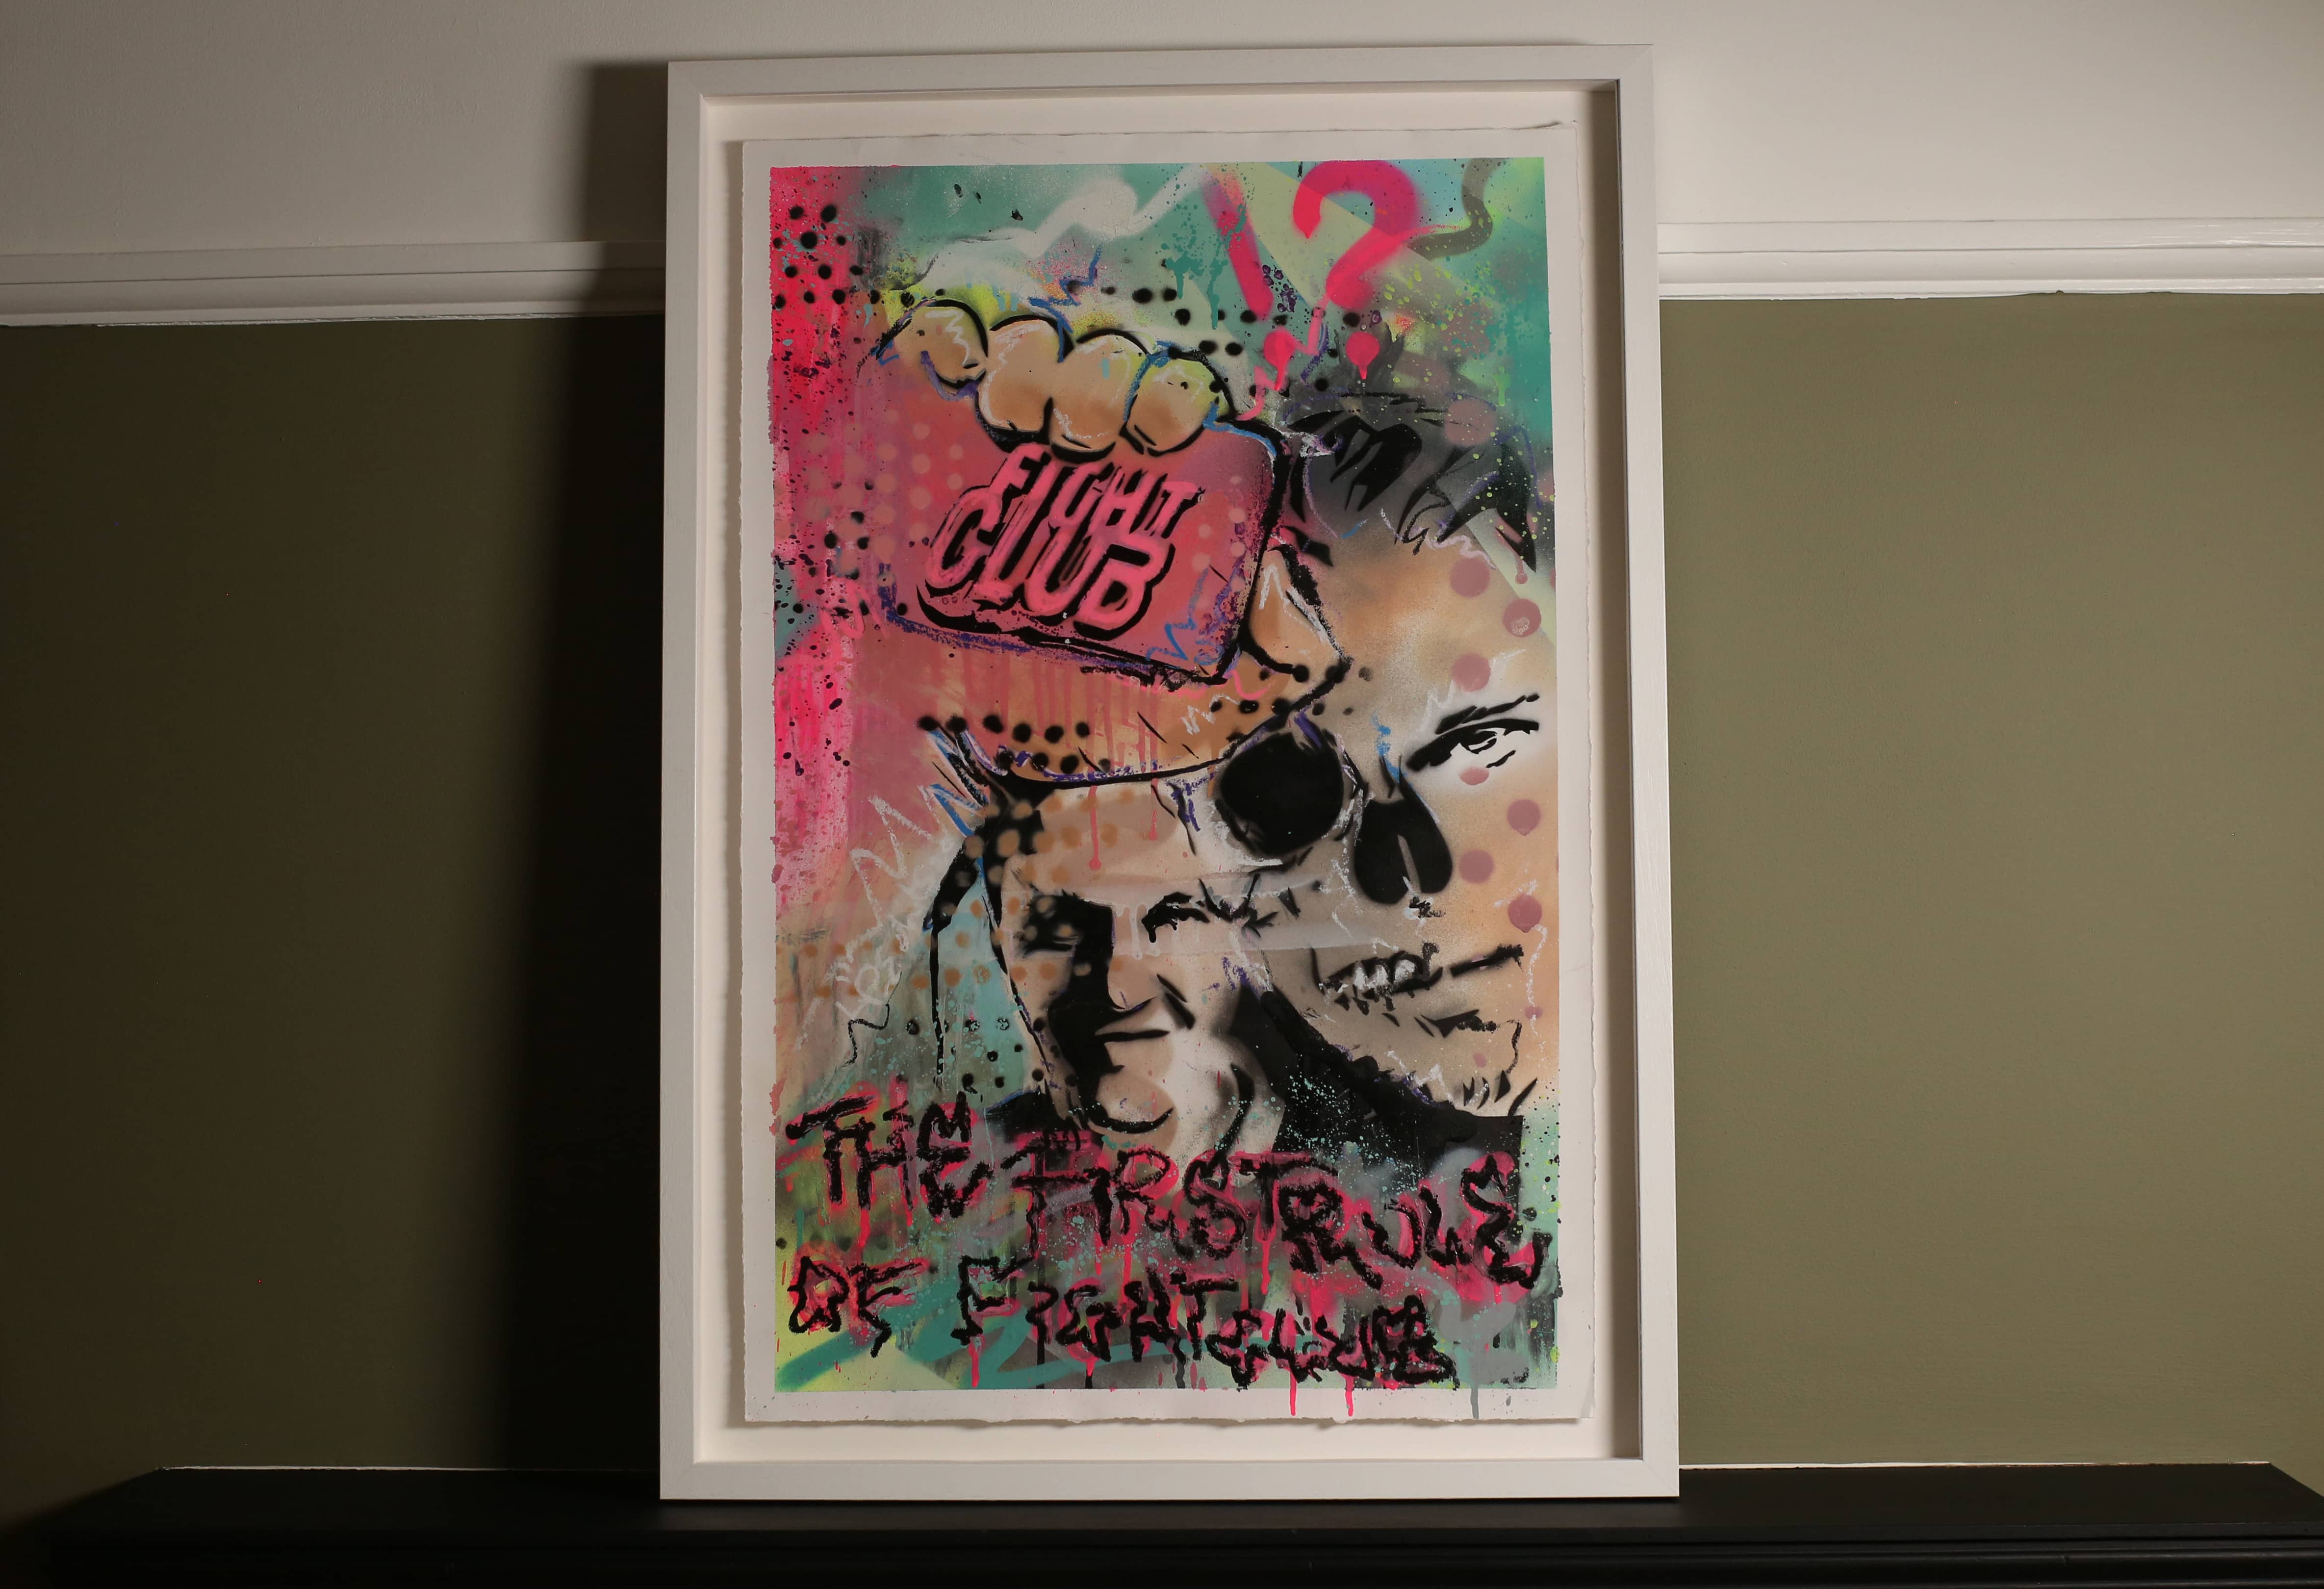 !?
FIGHT
CLUB
THE FIRST RULE
OF FIGHT CLUB